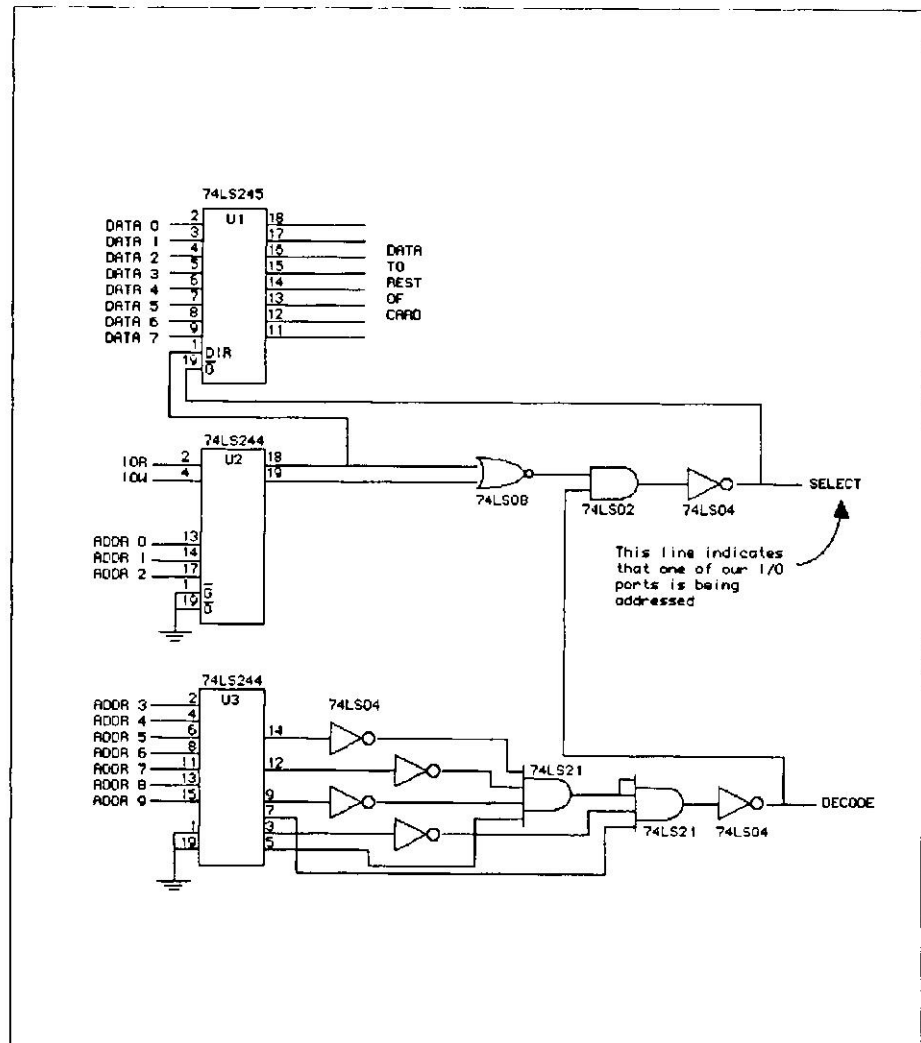 74LS245
U1
DATA 0 2 18
DATA 1 3 17
DATA 2 4 16 DATA
DATA 3 5 15 TO
DATA 4 6 14 REST
DATA 5 7 13 OF
DATA 6 8 12 CARD
DATA 7 9 11
1 DIR
19 G
74LS244
U2
IOR 2 18
IOW 4 19
74LS08
74LS02
74LS04
SELECT
ADDR 0 13
ADDR 1 14
ADDR 2 17
1 G
19 G
This line indicates
that one of our I/O
ports is being
addressed
74LS244
U3
ADDR 3 2
ADDR 4 4
ADDR 5 6 14
ADDR 6 8
ADDR 7 11 12
ADDR 8 13
ADDR 9 15 9
7
1 3
19 5
74LS04
74LS21
74LS21
74LS04
DECODE